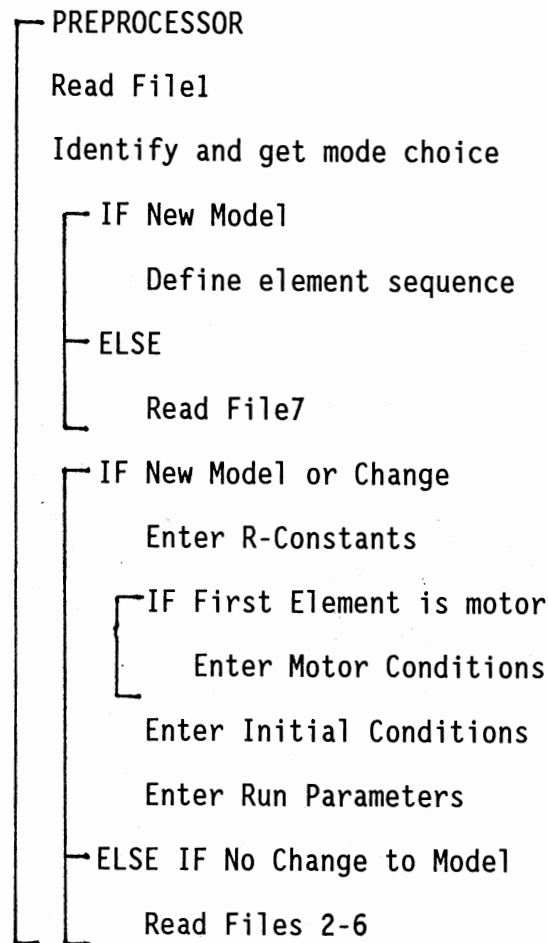 PREPROCESSOR
Read File1
Identify and get mode choice
IF New Model
Define element sequence
ELSE
Read File7
IF New Model or Change
Enter R-Constants
IF First Element is motor
Enter Motor Conditions
Enter Initial Conditions
Enter Run Parameters
ELSE IF No Change to Model
Read Files 2-6